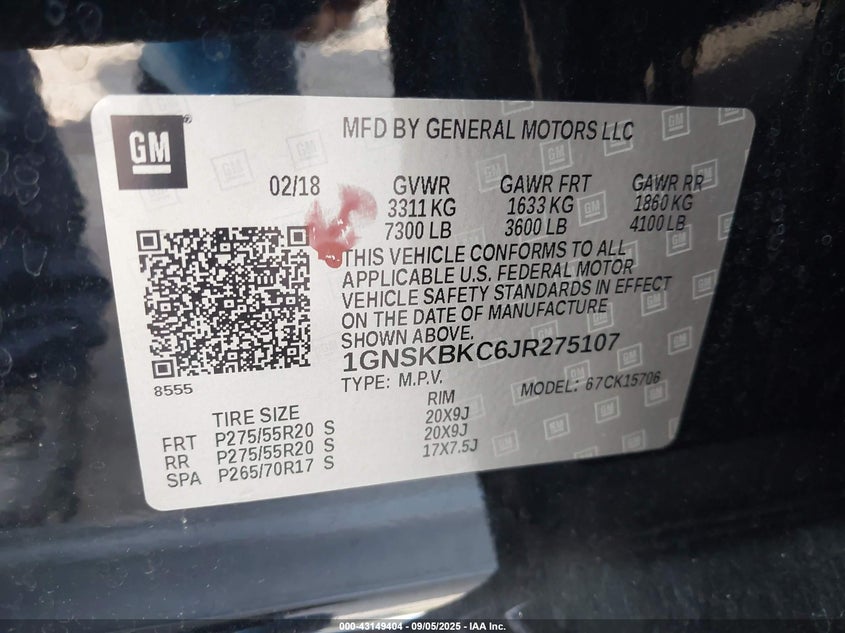 GM
MFD BY GENERAL MOTORS LLC
02/18
GVWR GAWR FRT GAWR RR
3311 KG 1633 KG 1860 KG
7300 LB 3600 LB 4100 LB
THIS VEHICLE CONFORMS TO ALL
APPLICABLE U.S. FEDERAL MOTOR
VEHICLE SAFETY STANDARDS IN EFFECT
ON THE DATE OF MANUFACTURE
SHOWN ABOVE.
1GNSKBKC6JR275107
TYPE: M.P.V. MODEL: 67CK15706
8555
TIRE SIZE RIM
FRT P275/55R20 S 20X9J
RR P275/55R20 S 20X9J
SPA P265/70R17 S 17X7.5J
000-43149404 - 09/05/2025 - IAA Inc.